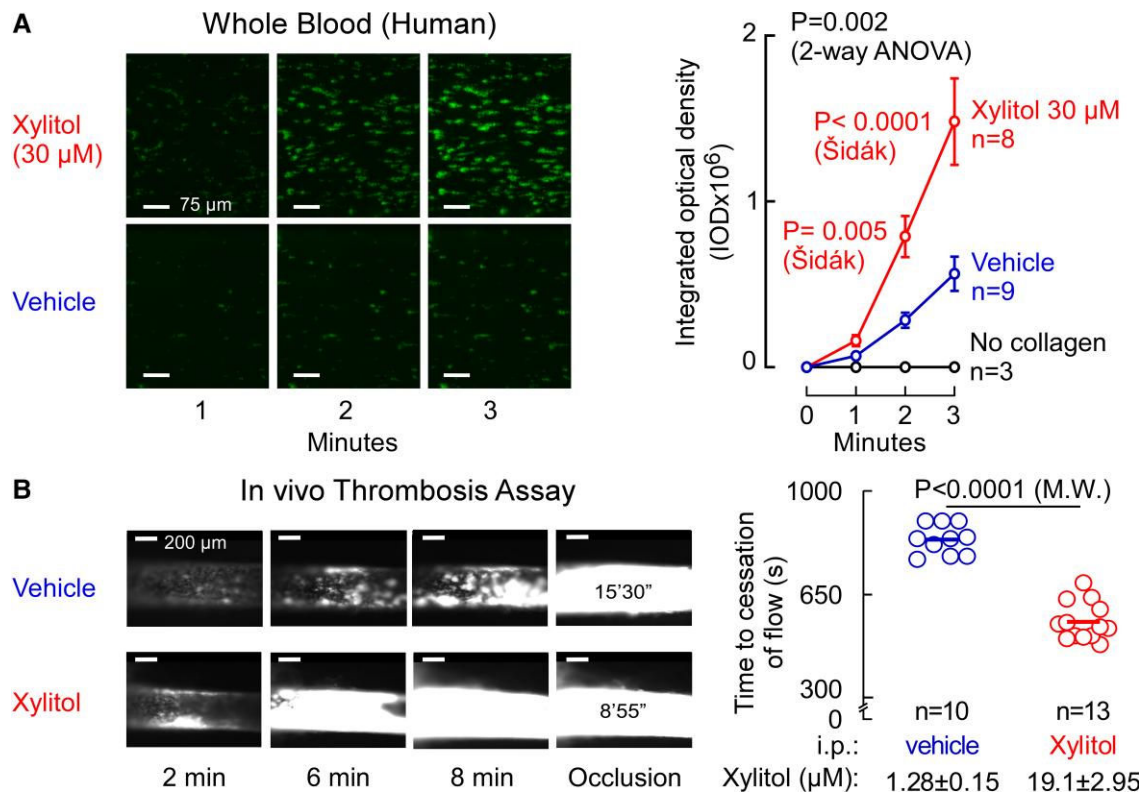 A
Whole Blood (Human)
Xylitol
(30 µM)
75 µm
Vehicle
1
2
3
Minutes
Integrated optical density
(IODx10⁶)
2
1
0
P=0.002
(2-way ANOVA)
P< 0.0001
(Šidák)
P= 0.005
(Šidák)
Xylitol 30 µM
n=8
Vehicle
n=9
No collagen
n=3
0 1 2 3
Minutes
B
In vivo Thrombosis Assay
Vehicle
200 µm
15'30”
Xylitol
8'55”
2 min
6 min
8 min
Occlusion
Time to cessation
of flow (s)
1000
650
300
0
P<0.0001 (M.W.)
n=10
n=13
i.p.: vehicle Xylitol
Xylitol (µM): 1.28±0.15 19.1±2.95